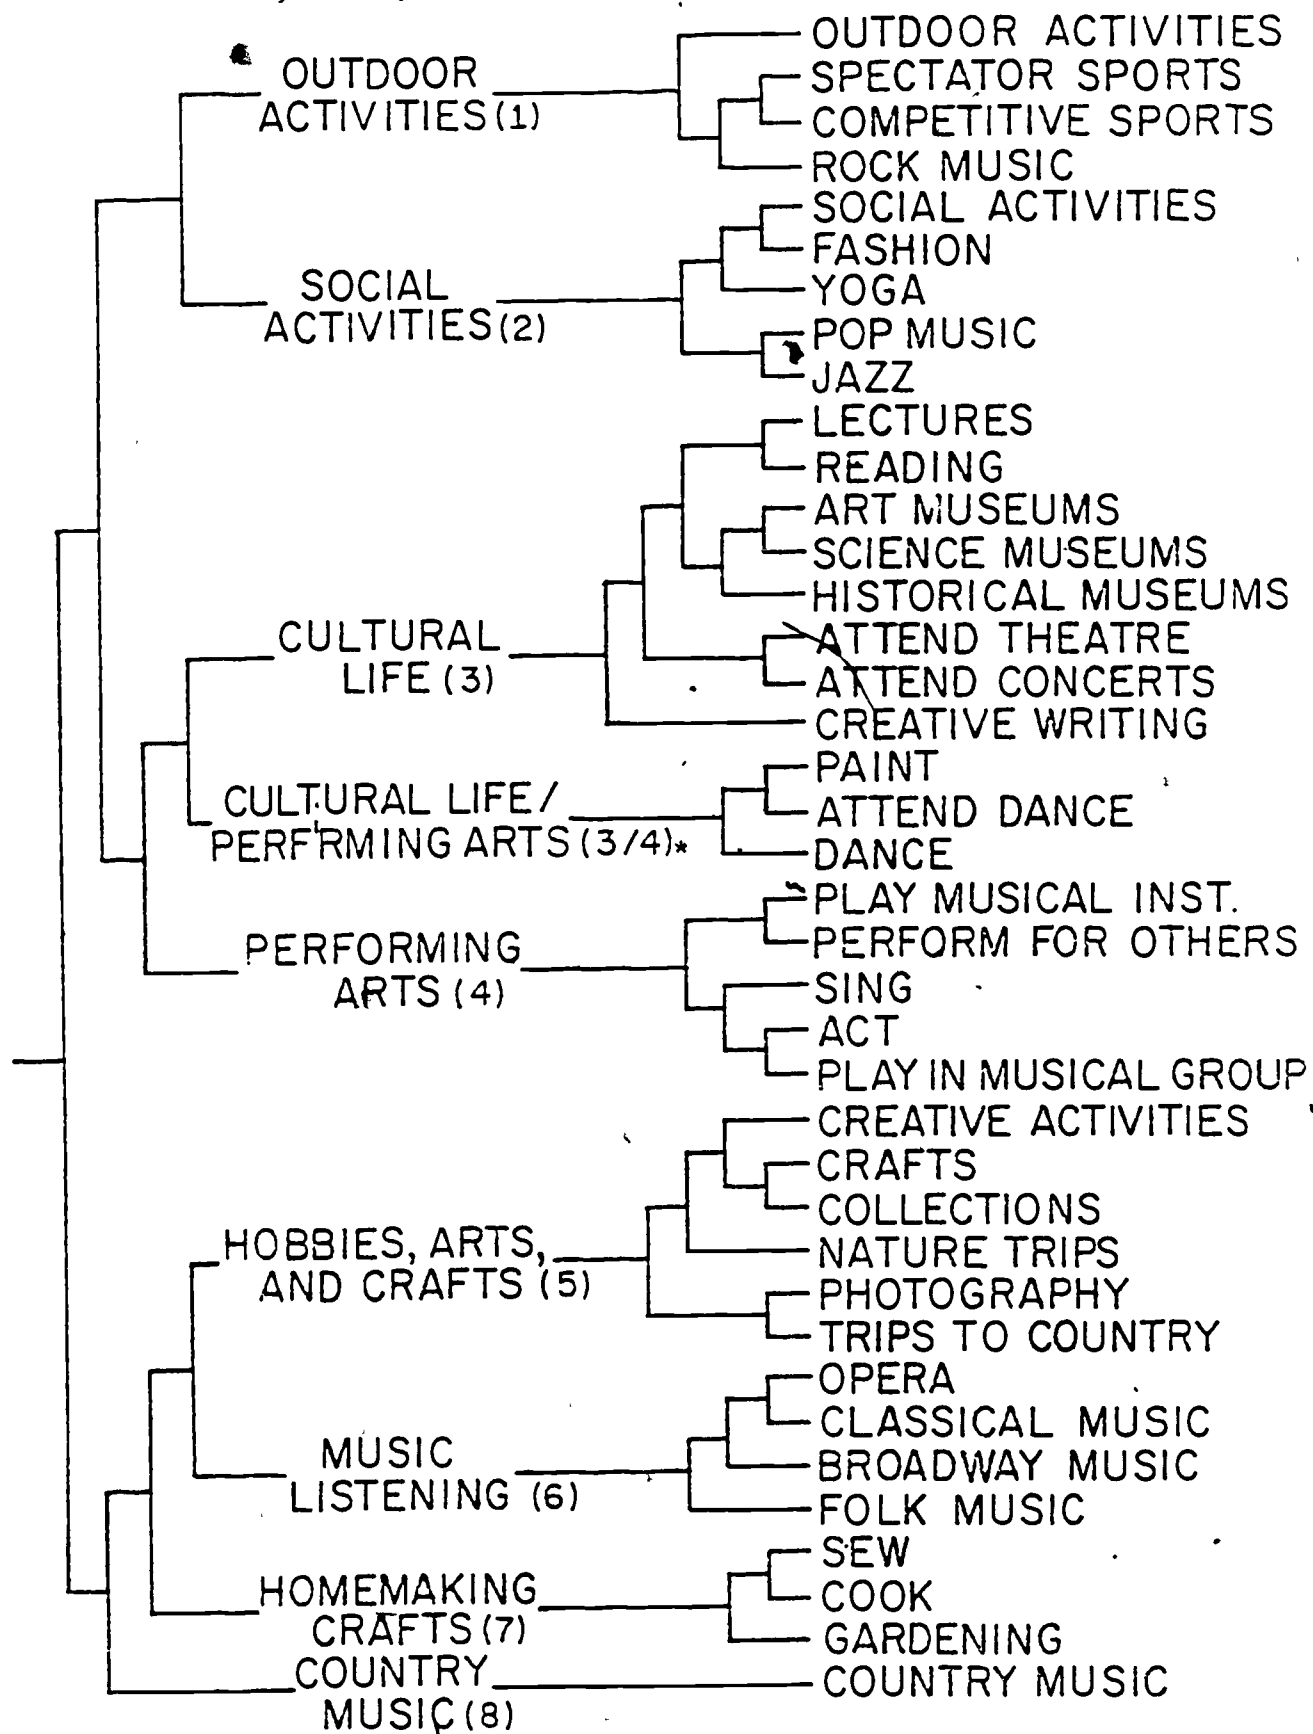 OUTDOOR ACTIVITIES
OUTDOOR
ACTIVITIES (1)
SPECTATOR SPORTS
COMPETITIVE SPORTS
ROCK MUSIC
SOCIAL
ACTIVITIES (2)
SOCIAL ACTIVITIES
FASHION
YOGA
POP MUSIC
JAZZ
CULTURAL
LIFE (3)
LECTURES
READING
ART MUSEUMS
SCIENCE MUSEUMS
HISTORICAL MUSEUMS
ATTEND THEATRE
ATTEND CONCERTS
CREATIVE WRITING
CULTURAL LIFE/
PERFRMING ARTS (3/4)*
PAINT
ATTEND DANCE
DANCE
PERFORMING
ARTS (4)
PLAY MUSICAL INST.
PERFORM FOR OTHERS
SING
ACT
PLAY IN MUSICAL GROUP
HOBBIES, ARTS,
AND CRAFTS (5)
CREATIVE ACTIVITIES
CRAFTS
COLLECTIONS
NATURE TRIPS
PHOTOGRAPHY
TRIPS TO COUNTRY
MUSIC
LISTENING (6)
OPERA
CLASSICAL MUSIC
BROADWAY MUSIC
FOLK MUSIC
HOMEMAKING
CRAFTS (7)
SEW
COOK
GARDENING
COUNTRY
MUSIC (8)
COUNTRY MUSIC